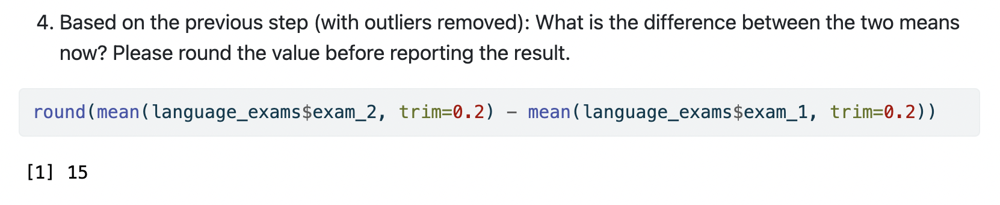 4. Based on the previous step (with outliers removed): What is the difference between the two means
now? Please round the value before reporting the result.
round(mean(language_exams$exam_2, trim=0.2) - mean(language_exams$exam_1, trim=0.2))
[1] 15